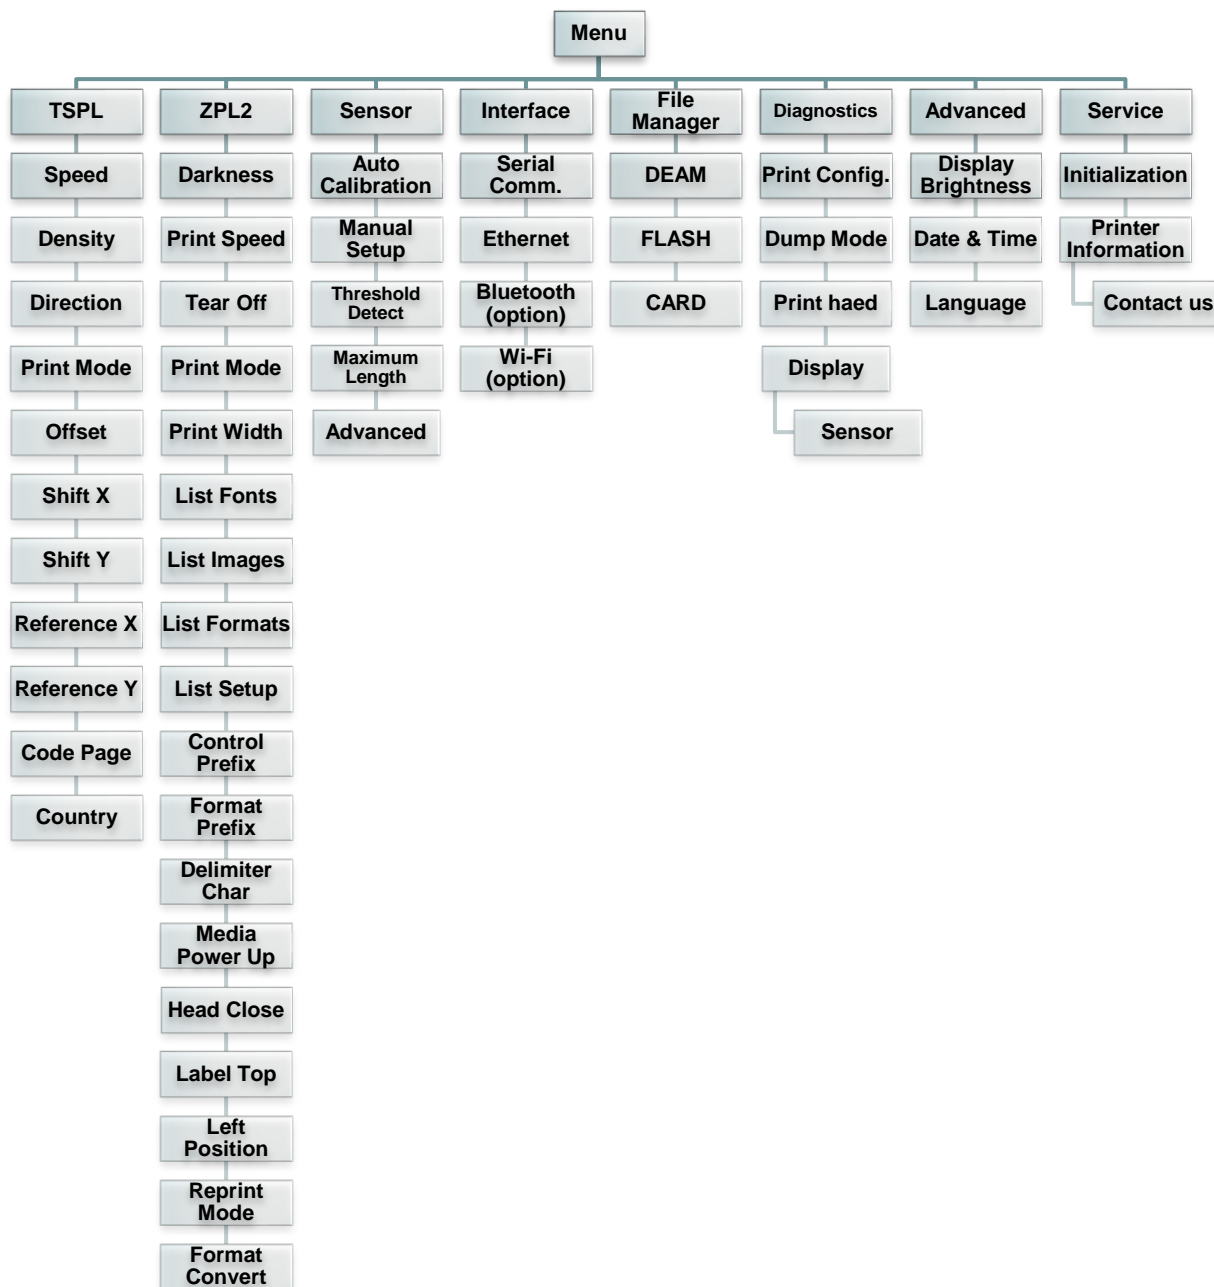 Menu
TSPL
ZPL2
Sensor
Interface
File
Manager
Diagnostics
Advanced
Service
Speed
Density
Direction
Print Mode
Offset
Shift X
Shift Y
Reference X
Reference Y
Code Page
Country
Darkness
Print Speed
Tear Off
Print Mode
Print Width
List Fonts
List Images
List Formats
List Setup
Control
Prefix
Format
Prefix
Delimiter
Char
Media
Power Up
Head Close
Label Top
Left
Position
Reprint
Mode
Format
Convert
Auto
Calibration
Manual
Setup
Threshold
Detect
Maximum
Length
Advanced
Serial
Comm.
Ethernet
Bluetooth
(option)
Wi-Fi
(option)
DEAM
FLASH
CARD
Print Config.
Dump Mode
Print haed
Display
Sensor
Display
Brightness
Date & Time
Language
Initialization
Printer
Information
Contact us